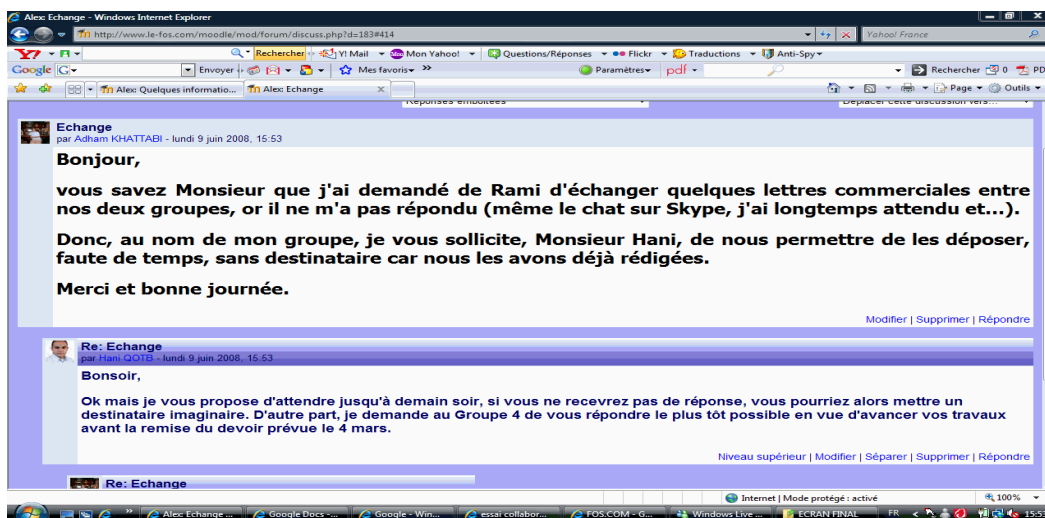 Alex: Echange - Windows Internet Explorer
http://www.le-fos.com/moodle/mod/forum/discuss.php?d=183#414
Yahoo! France
Rechercher Y! Mail Mon Yahoo! Questions/Réponses Flickr Traductions Anti-Spy
Google Envoyer Mes favoris Paramètres pdf Rechercher 0 PD
Alex: Quelques informatio... Alex: Echange Page Outils
Réponses emboîtées Déplacer cette discussion vers...
Echange
par Adham KHATTABI - lundi 9 juin 2008, 15:53
Bonjour,
vous savez Monsieur que j'ai demandé de Rami d'échanger quelques lettres commerciales entre
nos deux groupes, or il ne m'a pas répondu (même le chat sur Skype, j'ai longtemps attendu et...).
Donc, au nom de mon groupe, je vous sollicite, Monsieur Hani, de nous permettre de les déposer,
faute de temps, sans destinataire car nous les avons déjà rédigées.
Merci et bonne journée.
Modifier | Supprimer | Répondre
Re: Echange
par Hani QOTB - lundi 9 juin 2008, 15:53
Bonsoir,
Ok mais je vous propose d'attendre jusqu'à demain soir, si vous ne recevrez pas de réponse, vous pourriez alors mettre un
destinataire imaginaire. D'autre part, je demande au Groupe 4 de vous répondre le plus tôt possible en vue d'avancer vos travaux
avant la remise du devoir prévue le 4 mars.
Niveau supérieur | Modifier | Séparer | Supprimer | Répondre
Re: Echange
Internet | Mode protégé : activé 100%
Alex: Echange ... Google Docs -... Google - Win... essai collabor... FOS.COM - G... Windows Live ... ECRAN FINAL FR 15:53